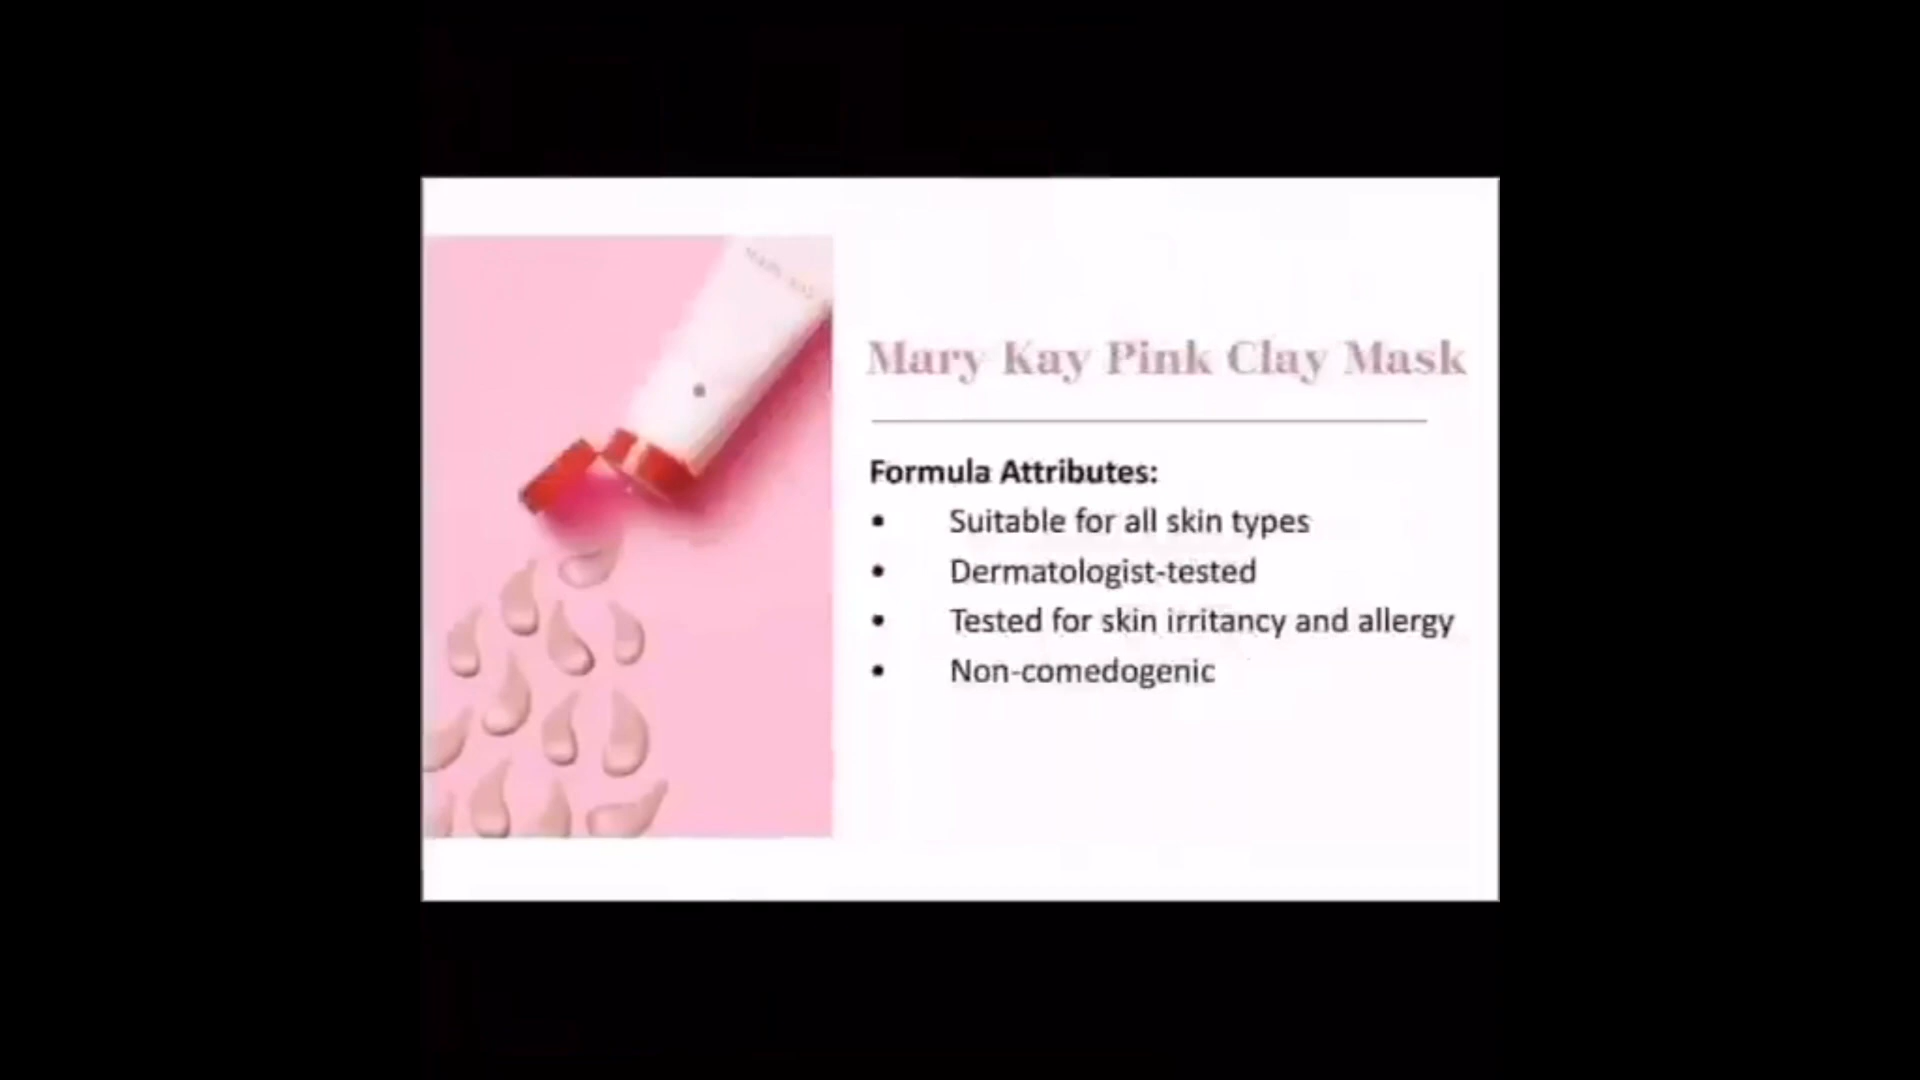 Mary Kay Pink Clay Mask
Formula Attributes:
• Suitable for all skin types
• Dermatologist-tested
• Tested for skin irritancy and allergy
• Non-comedogenic